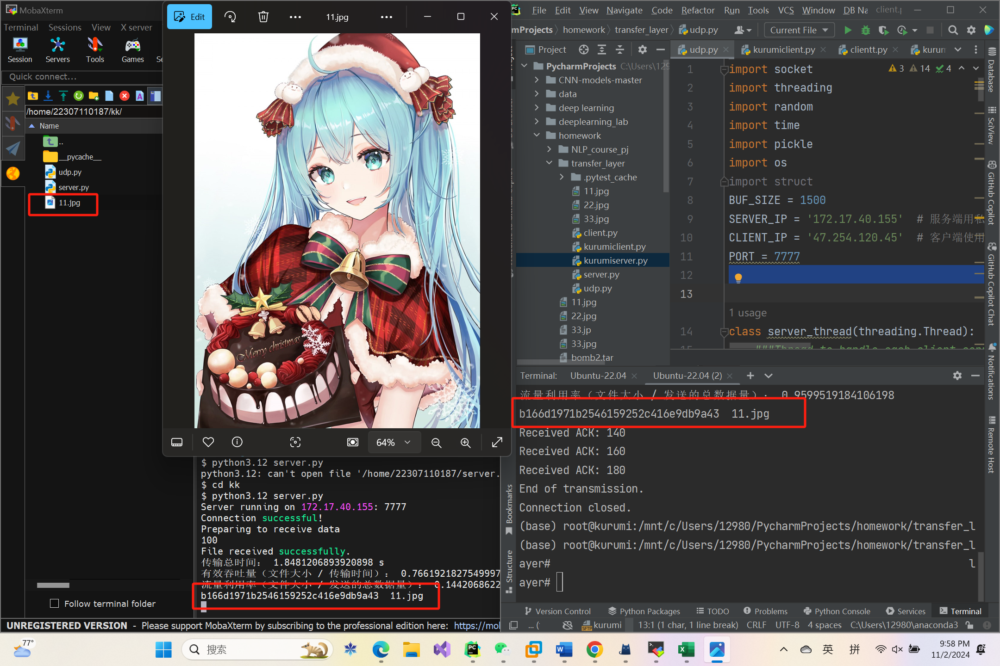 MobaXterm
Terminal Sessions View X server
Session Servers Tools Games
Quick connect...
/home/22307110187/kk/
Name
..
__pycache__
udp.py
server.py
11.jpg
Follow terminal folder
UNREGISTERED VERSION - Please support MobaXterm by subscribing to the professional edition here: https://mol
Edit
11.jpg
Merry christmas
64%
$ python3.12 server.py
python3.12: can't open file '/home/22307110187/server.
$ cd kk
$ python3.12 server.py
Server running on 172.17.40.155: 7777
Connection successful!
Preparing to receive data
100
File received successfully.
传输总时间： 1.8481206893920898 s
有效吞吐量（文件大小 / 传输时间）： 0.7661921827549997
流量利用率（文件大小 / 发送的总数据量）： 0.1442068622
b166d1971b2546159252c416e9db9a43 11.jpg
File Edit View Navigate Code Refactor Run Tools VCS Window DB Na client.p
mProjects homework transfer_layer udp.py Current File
Project
PycharmProjects C:\Users\129
CNN-models-master
data
deep learning
deeplearning_lab
homework
NLP_course_pj
transfer_layer
.pytest_cache
11.jpg
22.jpg
33.jpg
client.py
kurumiclient.py
kurumiserver.py
server.py
udp.py
11.jpg
22.jpg
33.jp
33.jpg
bomb2.tar
udp.py kurumiclient.py clientt.py kurum
3 14 4
1 import socket
2 import threading
3 import random
4 import time
5 import pickle
6 import os
7 import struct
8 BUF_SIZE = 1500
9 SERVER_IP = '172.17.40.155' # 服务端用私
10 CLIENT_IP = '47.254.120.45' # 客户端使用
11 PORT = 7777
12
13
1 usage
14 class server_thread(threading.Thread):
Database
SciView
GitHub Copilot
GitHub Copilot Chat
Notifications
Remote Host
Bookmarks
Structure
Terminal: Ubuntu-22.04 Ubuntu-22.04 (2)
流量利用率（文件大小 / 发送的总数据量）： 0.9599519184106198
b166d1971b2546159252c416e9db9a43 11.jpg
Received ACK: 140
Received ACK: 160
Received ACK: 180
End of transmission.
Connection closed.
(base) root@kurumi:/mnt/c/Users/12980/PycharmProjects/homework/transfer_l
(base) root@kurumi:/mnt/c/Users/12980/PycharmProjects/homework/transfer_l
ayer# l
ayer#
Version Control Python Packages TODO Problems Python Console Services Terminal
... ( SFTP kurumi 13:1 (1 char, 1 line break) CRLF UTF-8 4 spaces C:\Users\12980\anaconda3
77°
搜索
英 拼
9:58 PM
11/2/2024